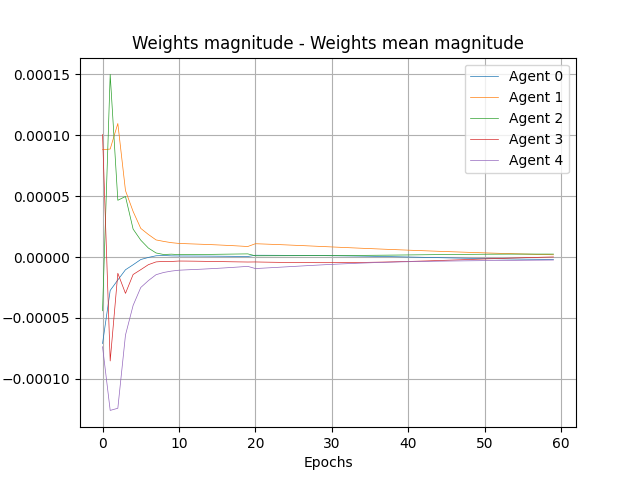 Weights magnitude - Weights mean magnitude
0.00015
0.00010
0.00005
0.00000
−0.00005
−0.00010
Agent 0
Agent 1
Agent 2
Agent 3
Agent 4
0 10 20 30 40 50 60
Epochs